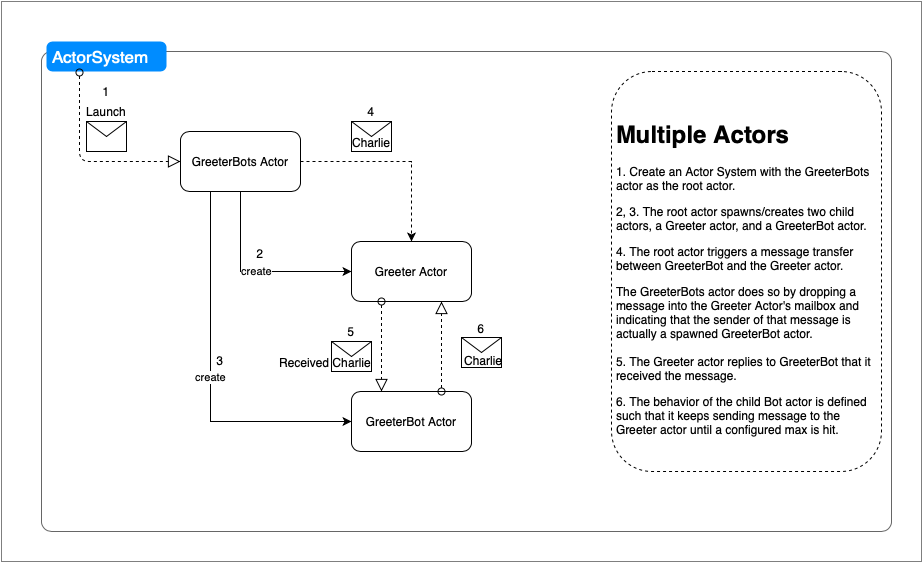 ActorSystem
1
Launch
GreeterBots Actor
4
Charlie
2
create
Greeter Actor
3
create
5
Received Charlie
6
Charlie
GreeterBot Actor
Multiple Actors
1. Create an Actor System with the GreeterBots
actor as the root actor.
2, 3. The root actor spawns/creates two child
actors, a Greeter actor, and a GreeterBot actor.
4. The root actor triggers a message transfer
between GreeterBot and the Greeter actor.
The GreeterBots actor does so by dropping a
message into the Greeter Actor's mailbox and
indicating that the sender of that message is
actually a spawned GreeterBot actor.
5. The Greeter actor replies to GreeterBot that it
received the message.
6. The behavior of the child Bot actor is defined
such that it keeps sending message to the
Greeter actor until a configured max is hit.